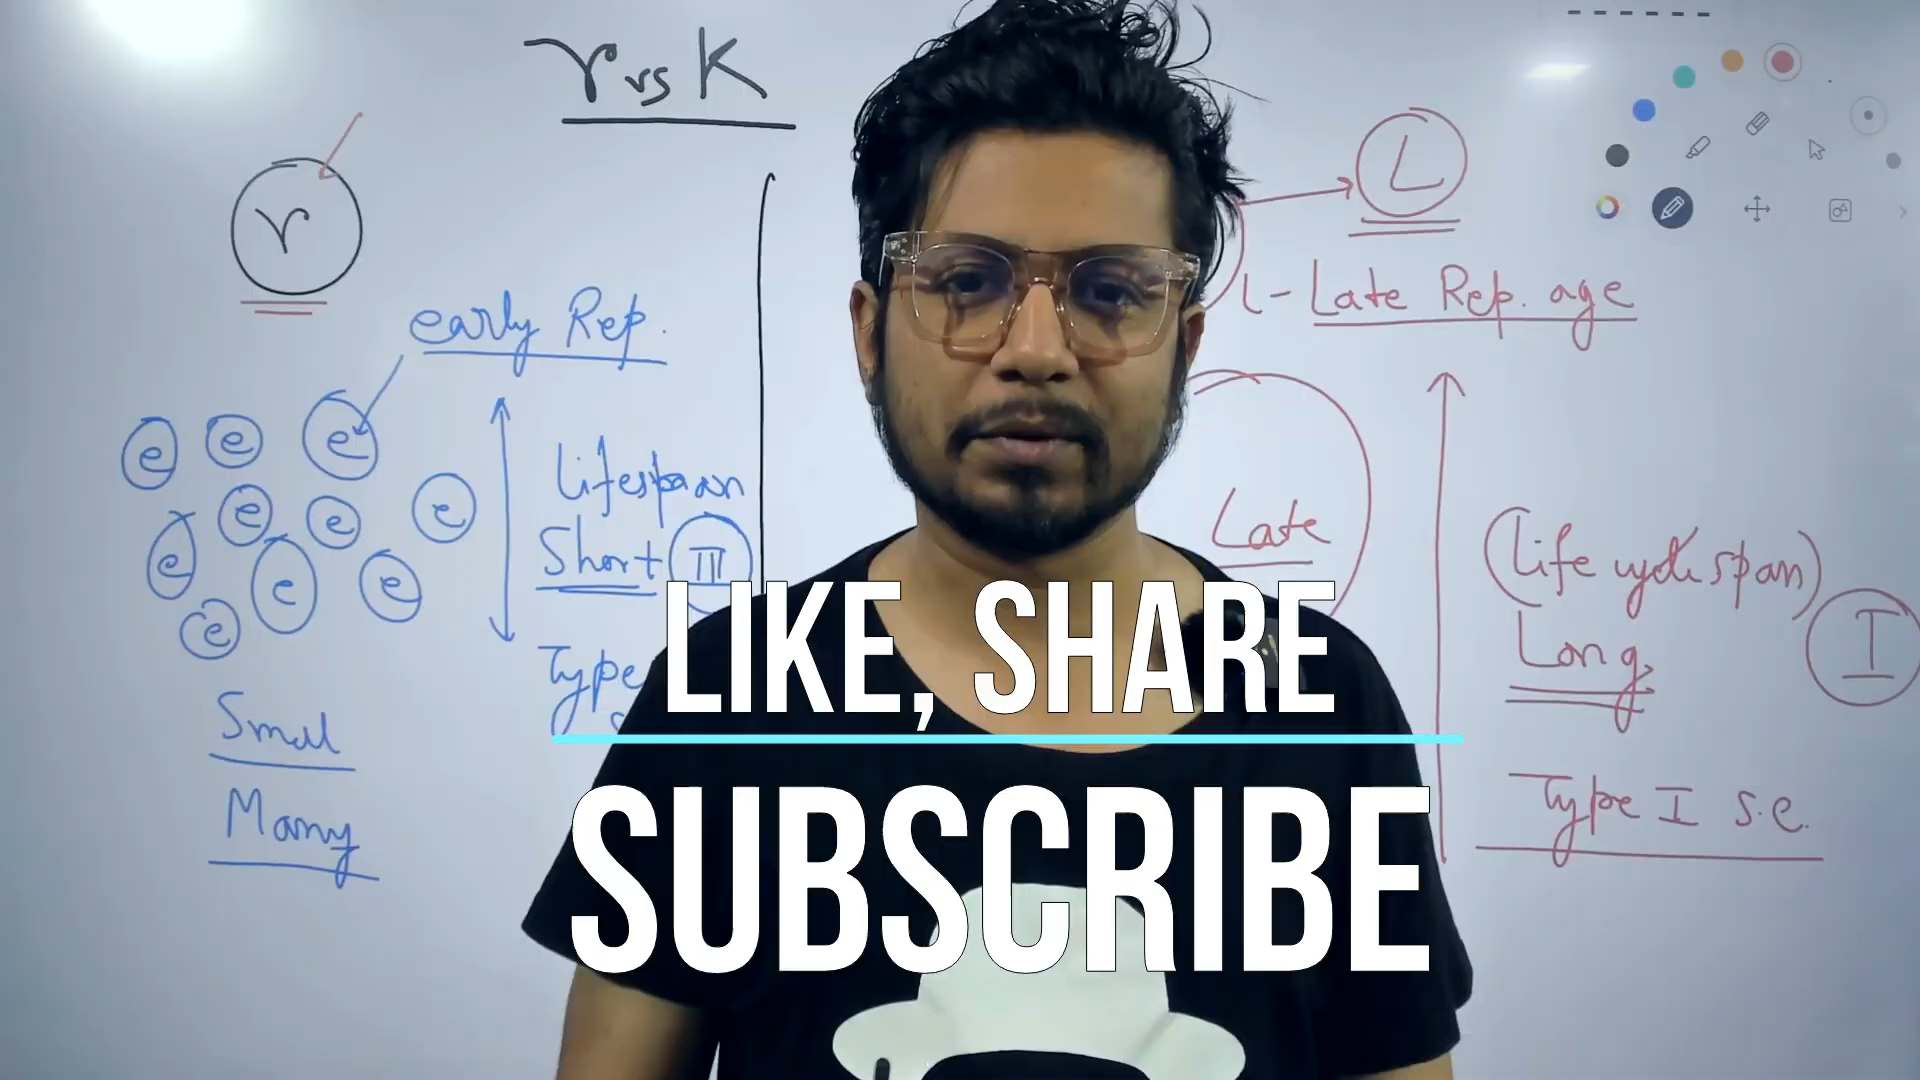 r vs K
r
L
L - Late Rep. age
early Rep.
e e e
e e e
e e e
e
Lifespan
Short III
Type
Small
Many
Late
(Life span)
Long
I
Type I s.c.
LIKE, SHARE
SUBSCRIBE